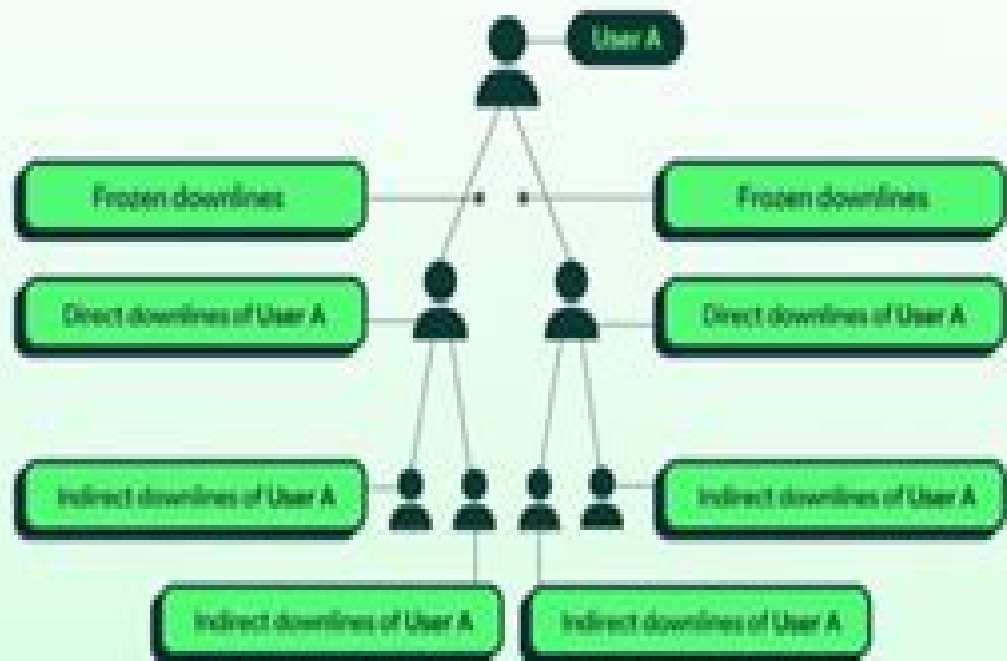 User A
Frozen downlines
Frozen downlines
Direct downlines of User A
Direct downlines of User A
Indirect downlines of User A
Indirect downlines of User A
Indirect downlines of User A
Indirect downlines of User A